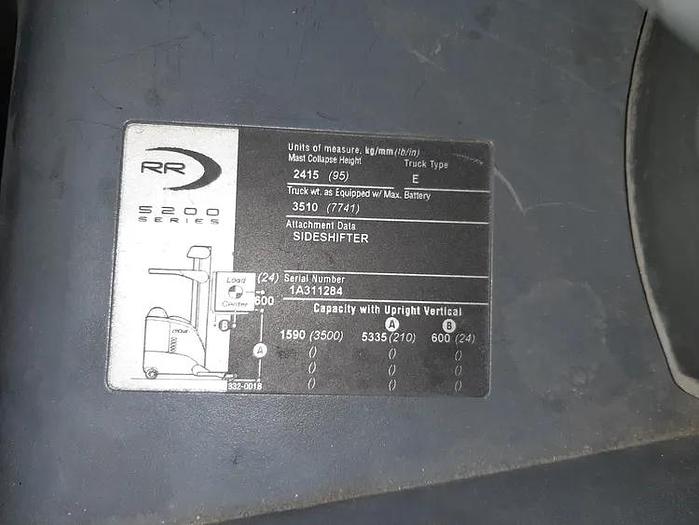 RR
5200
SERIES
Units of measure, kg/mm (lb/in)
Mast Collapse Height
Truck Type
2415 (95)
E
Truck wt. as Equipped w/ Max. Battery
3510 (7741)
Attachment Data
SIDESHIFTER
Serial Number
1A311284
Load
Center
(24)
600
B
A
CROWN
332-0018
Capacity with Upright Vertical
A B
1590 (3500) 5335 (210) 600 (24)
() () ()
() () ()
() () ()